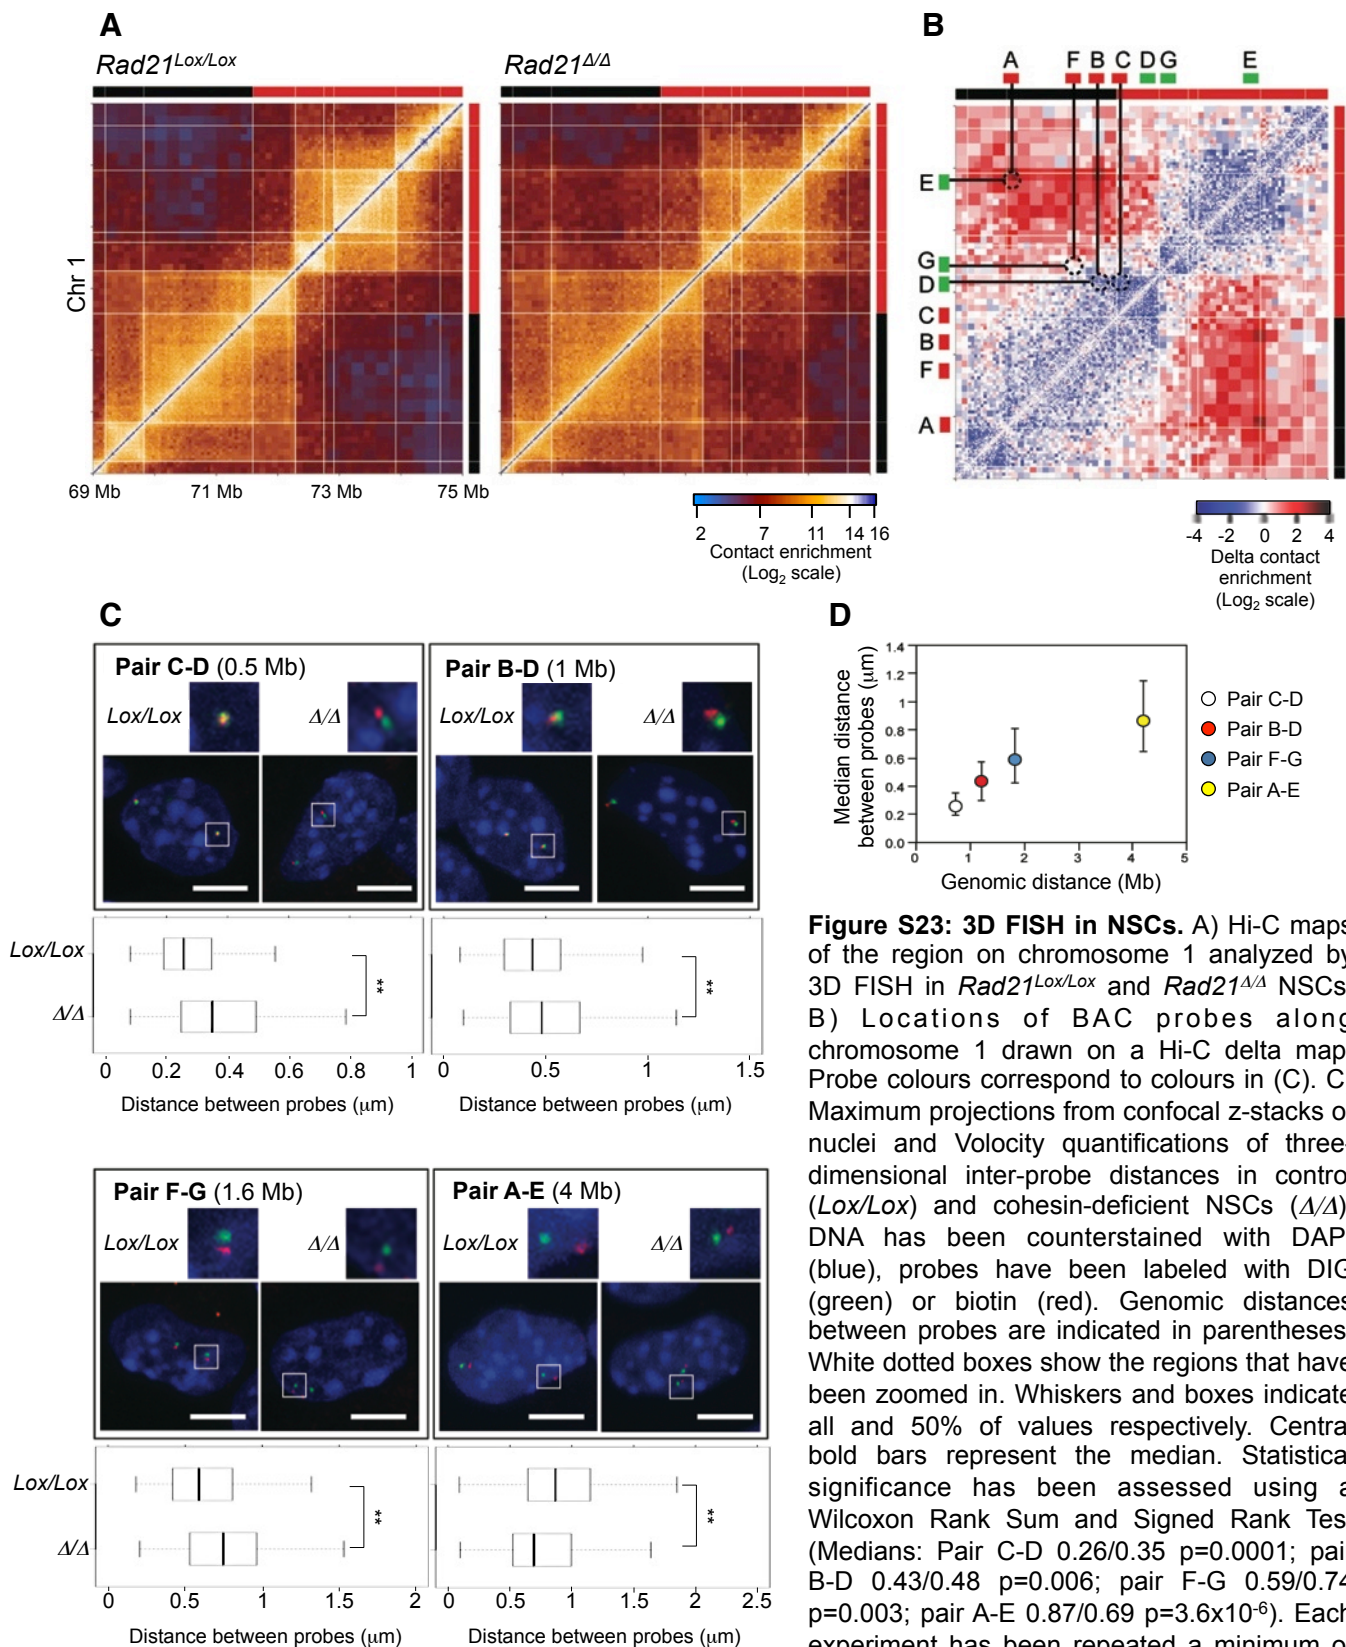 A
Rad21Lox/Lox
Rad21Δ/Δ
Chr 1
69 Mb 71 Mb 73 Mb 75 Mb
2 7 11 14 16
Contact enrichment
(Log2 scale)
B
A F B C D G E
E
G
D
C
B
F
A
-4 -2 0 2 4
Delta contact
enrichment
(Log2 scale)
C
Pair C-D (0.5 Mb)
Lox/Lox Δ/Δ
Pair B-D (1 Mb)
Lox/Lox Δ/Δ
Lox/Lox
Δ/Δ
**
**
0 0.2 0.4 0.6 0.8 1
Distance between probes (μm)
0 0.5 1 1.5
Distance between probes (μm)
Pair F-G (1.6 Mb)
Lox/Lox Δ/Δ
Pair A-E (4 Mb)
Lox/Lox Δ/Δ
Lox/Lox
Δ/Δ
**
**
0 0.5 1 1.5 2
Distance between probes (μm)
0 0.5 1 1.5 2 2.5
Distance between probes (μm)
D
Median distance
between probes (μm)
1.4
1.2
1
0.8
0.6
0.4
0.2
0.0
0 1 2 3 4 5
Genomic distance (Mb)
Pair C-D
Pair B-D
Pair F-G
Pair A-E
Figure S23: 3D FISH in NSCs. A) Hi-C maps
of the region on chromosome 1 analyzed by
3D FISH in Rad21Lox/Lox and Rad21Δ/Δ NSCs
B) Locations of BAC probes along
chromosome 1 drawn on a Hi-C delta map
Probe colours correspond to colours in (C). C
Maximum projections from confocal z-stacks o
nuclei and Volocity quantifications of three-
dimensional inter-probe distances in contro
(Lox/Lox) and cohesin-deficient NSCs (Δ/Δ)
DNA has been counterstained with DAP
(blue), probes have been labeled with DIG
(green) or biotin (red). Genomic distances
between probes are indicated in parentheses
White dotted boxes show the regions that have
been zoomed in. Whiskers and boxes indicate
all and 50% of values respectively. Centra
bold bars represent the median. Statistica
significance has been assessed using a
Wilcoxon Rank Sum and Signed Rank Tes
(Medians: Pair C-D 0.26/0.35 p=0.0001; pai
B-D 0.43/0.48 p=0.006; pair F-G 0.59/0.74
p=0.003; pair A-E 0.87/0.69 p=3.6x10-6). Each
experiment has been repeated a minimum o